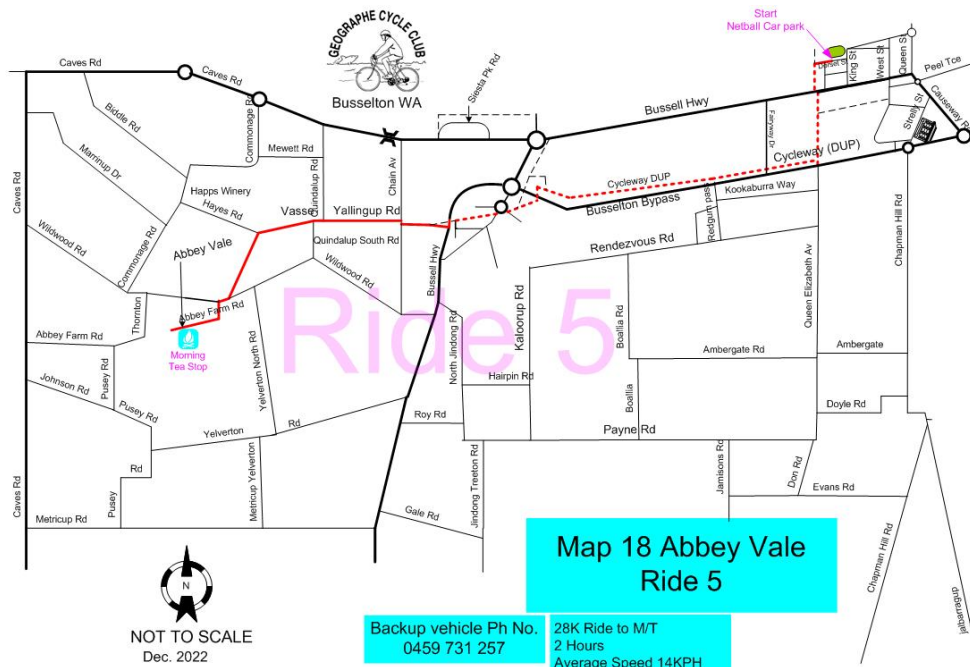 Start
Netball Car park
GEOGRAPHE CYCLE CLUB
Busselton WA
Caves Rd
Caves Rd
Siesta Pk Rd
Dorset St
King St
West St
Queen S
Peel Tce
Causeway Rd
Strelly St
Bussell Hwy
Fairyway Dr
Cycleway (DUP)
Cycleway DUP
Busselton Bypass
Kookaburra Way
Redgum pass
Rendezvous Rd
Queen Elizabeth Av
Chapman Hill Rd
Biddle Rd
Marrinup Dr
Commonage Rd
Mewett Rd
Quindalup Rd
Chain Av
Caves Rd
Happs Winery
Hayes Rd
Vasse
Yallingup Rd
Wildwood Rd
Commonage Rd
Abbey Vale
Quindalup South Rd
Wildwood Rd
Bussell Hwy
Thornton
Abbey Farm Rd
Abbey Farm Rd
Morning
Tea Stop
Ride 5
Yelverton North Rd
North Jindong Rd
Kaloorup Rd
Boallia Rd
Ambergate Rd
Ambergate
Johnson Rd
Pusey Rd
Pusey Rd
Hairpin Rd
Boallia
Doyle Rd
Roy Rd
Payne Rd
Yelverton
Rd
Rd
Pusey
Metricup Yelverton
Caves Rd
Metricup Rd
Gale Rd
Jindong Treeton Rd
Jamisons Rd
Don Rd
Evans Rd
Chapman Hill Rd
jalbarragud
N
NOT TO SCALE
Dec. 2022
Map 18 Abbey Vale
Ride 5
Backup vehicle Ph No.
0459 731 257
28K Ride to M/T
2 Hours
Average Speed 14KPH